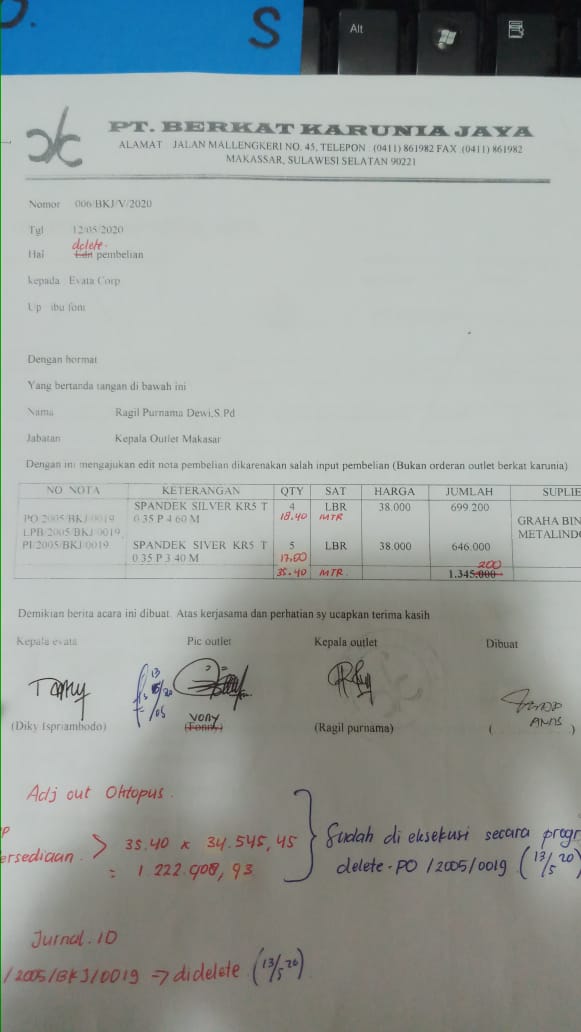 S
Alt
PT. BERKAT KARUNIA JAYA
ALAMAT JALAN MALLENGKERI NO. 45, TELEPON : (0411) 861982 FAX :(0411) 861982
MAKASSAR, SULAWESI SELATAN 90221
Nomor 006/BKJ/V/2020
Tgl 12/05/2020
delete
Hal Edit pembelian
kepada Evata Corp
Up ibu font
Dengan hormat
Yang bertanda tangan di bawah ini
Nama Ragil Purnama Dewi,S.Pd
Jabatan Kepala Outlet Makasar
Dengan ini mengajukan edit nota pembelian dikarenakan salah input pembelian (Bukan orderan outlet berkat karunia)
NO NOTA KETERANGAN QTY SAT HARGA JUMLAH SUPLIE
PO/2005/BKJ/0019 SPANDEK SILVER KR5 T 0.35 P 4.60 M 4 LBR 38.000 699.200
18.40 MTR
LPB/2005/BKJ/0019
GRAHA BIN
METALINDO
PI/2005/BKJ/0019 SPANDEK SIVER KR5 T 0.35 P 3.40 M 5 LBR 38.000 646.000
17.00
35.40 MTR 1.345.000 200
Demikian berita acara ini dibuat. Atas kerjasama dan perhatian sy ucapkan terima kasih
Kepala evata Pic outlet Kepala outlet Dibuat
13
/05
VONY
(Diky Ispriambodo) (Fonny) (Ragil purnama) ( ANNS )
Adj out Oktopus.
ersediaan > 35.40 x 34.545,45
= 1.222.908,93
Sudah di eksekusi secara progr
delete - PO /2005/0019 (13/5 20)
Jurnal. ID
/2005/BKJ/0019 => didelete (13/5 20)